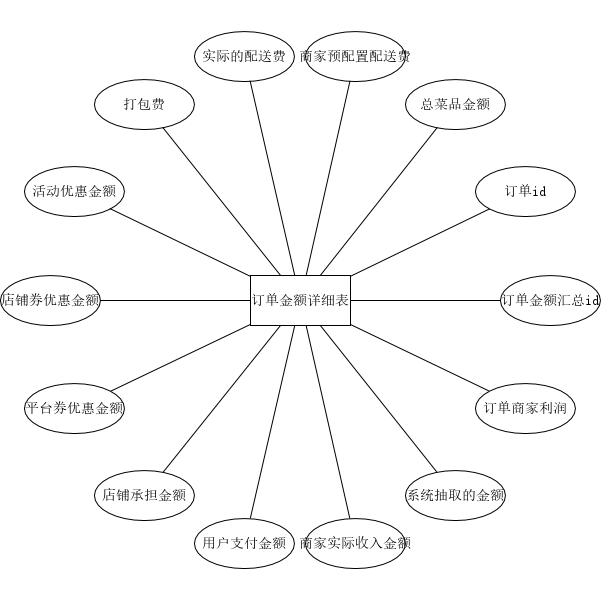 实际的配送费
商家预配置配送费
打包费
总菜品金额
活动优惠金额
订单id
店铺券优惠金额
订单金额详细表
订单金额汇总id
平台券优惠金额
订单商家利润
店铺承担金额
系统抽取的金额
用户支付金额
商家实际收入金额